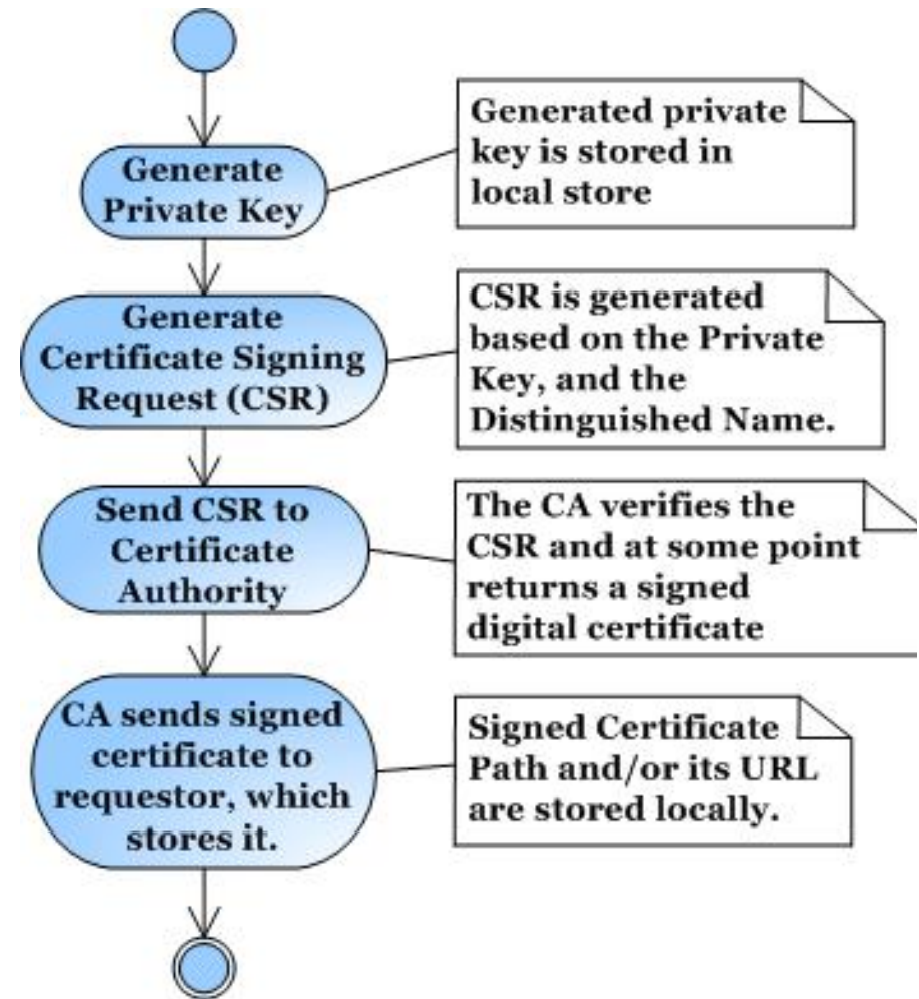 Generate
Private Key
Generated private
key is stored in
local store
Generate
Certificate Signing
Request (CSR)
CSR is generated
based on the Private
Key, and the
Distinguished Name.
Send CSR to
Certificate
Authority
The CA verifies the
CSR and at some point
returns a signed
digital certificate
CA sends signed
certificate to
requestor, which
stores it.
Signed Certificate
Path and/or its URL
are stored locally.